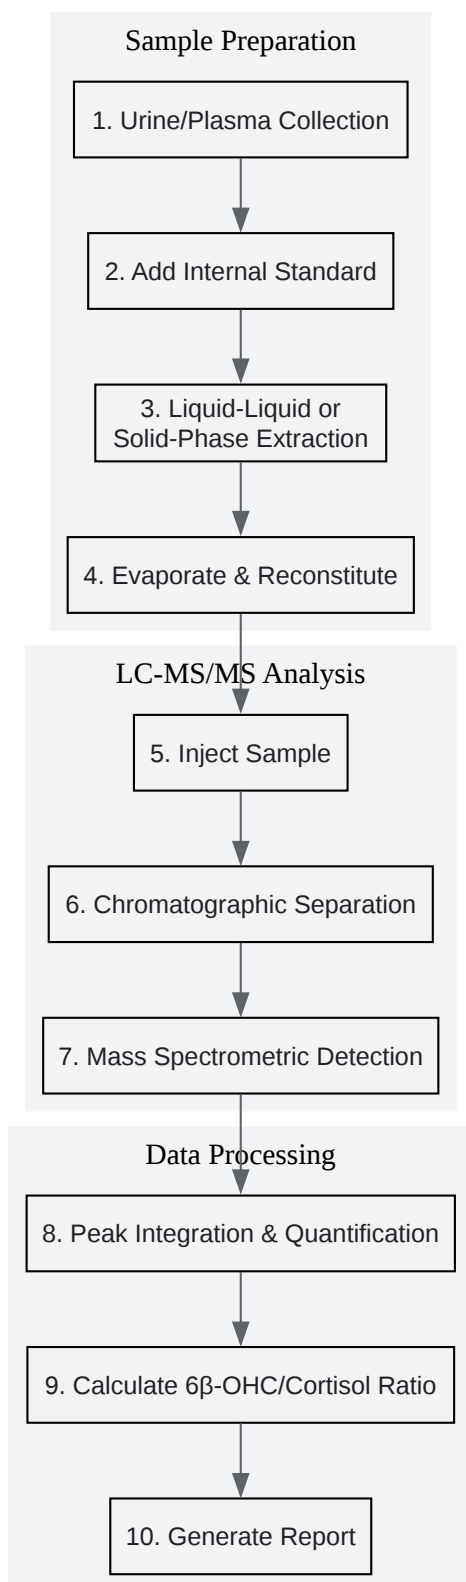 Sample Preparation
1. Urine/Plasma Collection
2. Add Internal Standard
3. Liquid-Liquid or
Solid-Phase Extraction
4. Evaporate & Reconstitute
LC-MS/MS Analysis
5. Inject Sample
6. Chromatographic Separation
7. Mass Spectrometric Detection
Data Processing
8. Peak Integration & Quantification
9. Calculate 6β-OHC/Cortisol Ratio
10. Generate Report